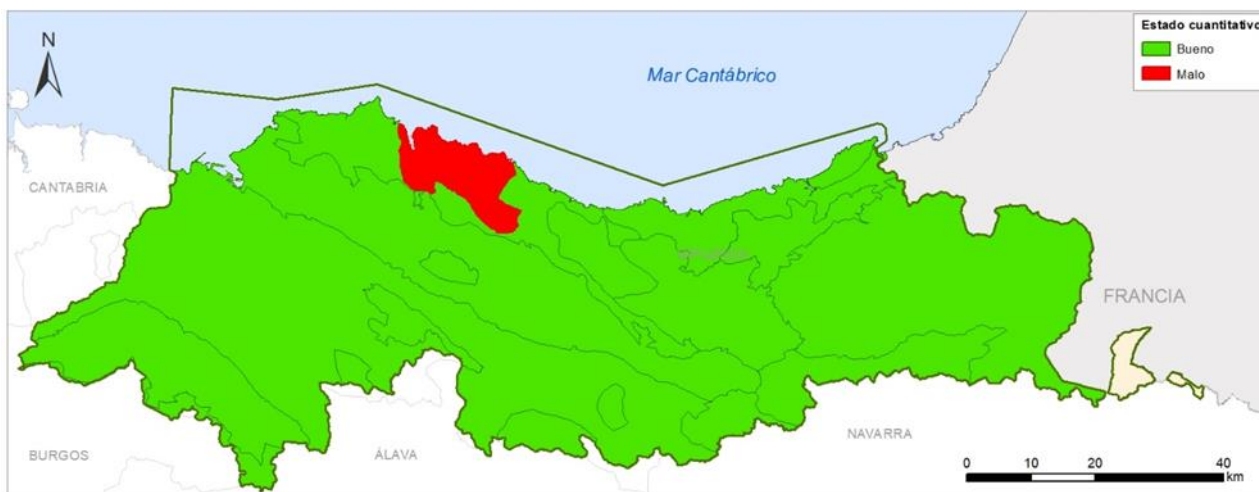 N
Mar Cantábrico
Estado cuantitativo
Bueno
Malo
CANTABRIA
FRANCIA
BURGOS
ÁLAVA
NAVARRA
0 10 20 40
km